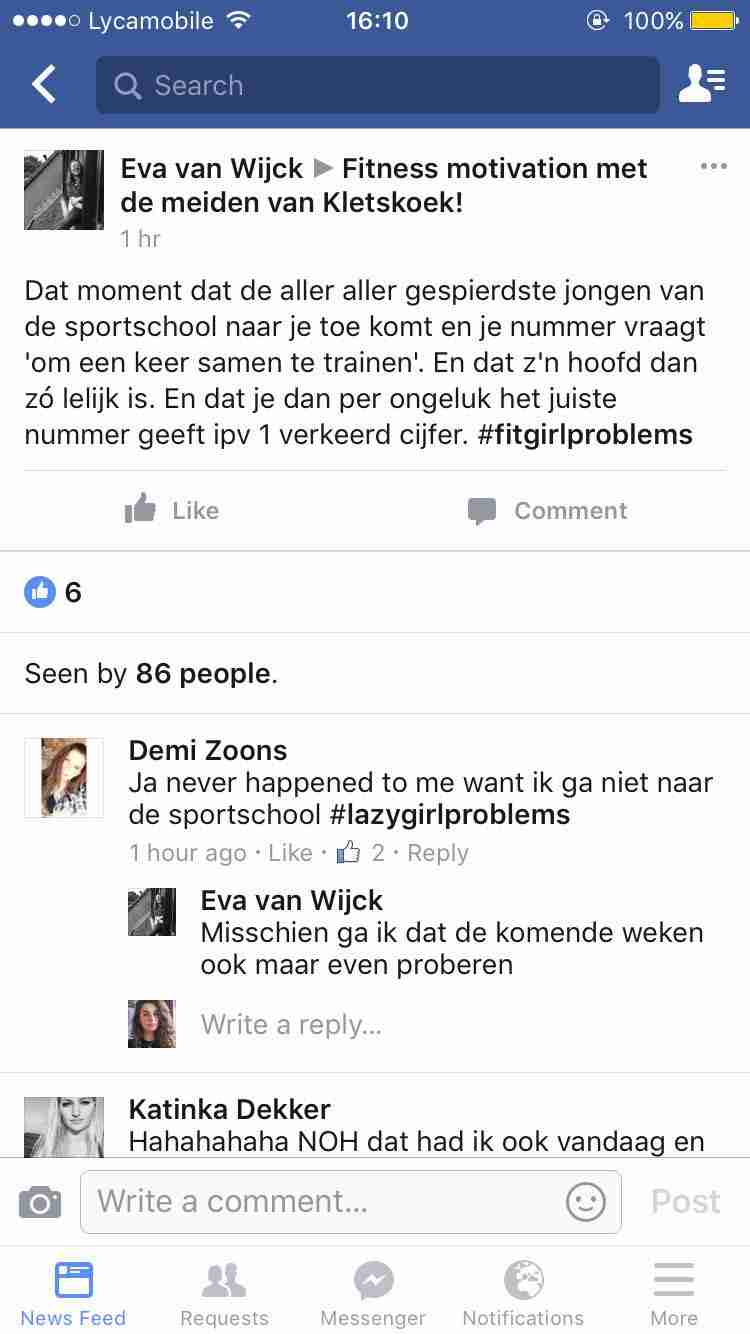 Lycamobile 16:10 100%
Search
Eva van Wijck ▶ Fitness motivation met
de meiden van Kletskoek!
1 hr
Dat moment dat de aller aller gespierdste jongen van
de sportschool naar je toe komt en je nummer vraagt
'om een keer samen te trainen'. En dat z'n hoofd dan
zó lelijk is. En dat je dan per ongeluk het juiste
nummer geeft ipv 1 verkeerd cijfer. #fitgirlproblems
Like Comment
6
Seen by 86 people.
Demi Zoons
Ja never happened to me want ik ga niet naar
de sportschool #lazygirlproblems
1 hour ago · Like · 2 · Reply
Eva van Wijck
Misschien ga ik dat de komende weken
ook maar even proberen
Write a reply...
Katinka Dekker
Hahahahaha NOH dat had ik ook vandaag en
Write a comment... Post
News Feed Requests Messenger Notifications More